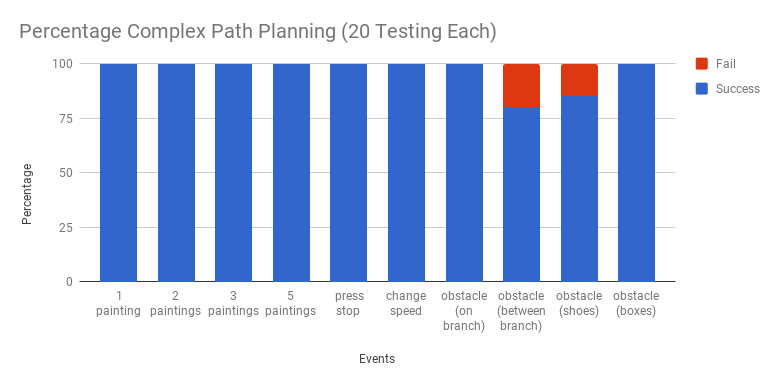 Percentage Complex Path Planning (20 Testing Each)
Fail
Success
Percentage
100
75
50
25
0
1
painting
2
paintings
3
paintings
5
paintings
press
stop
change
speed
obstacle
(on
branch)
obstacle
(between
branch)
obstacle
(shoes)
obstacle
(boxes)
Events